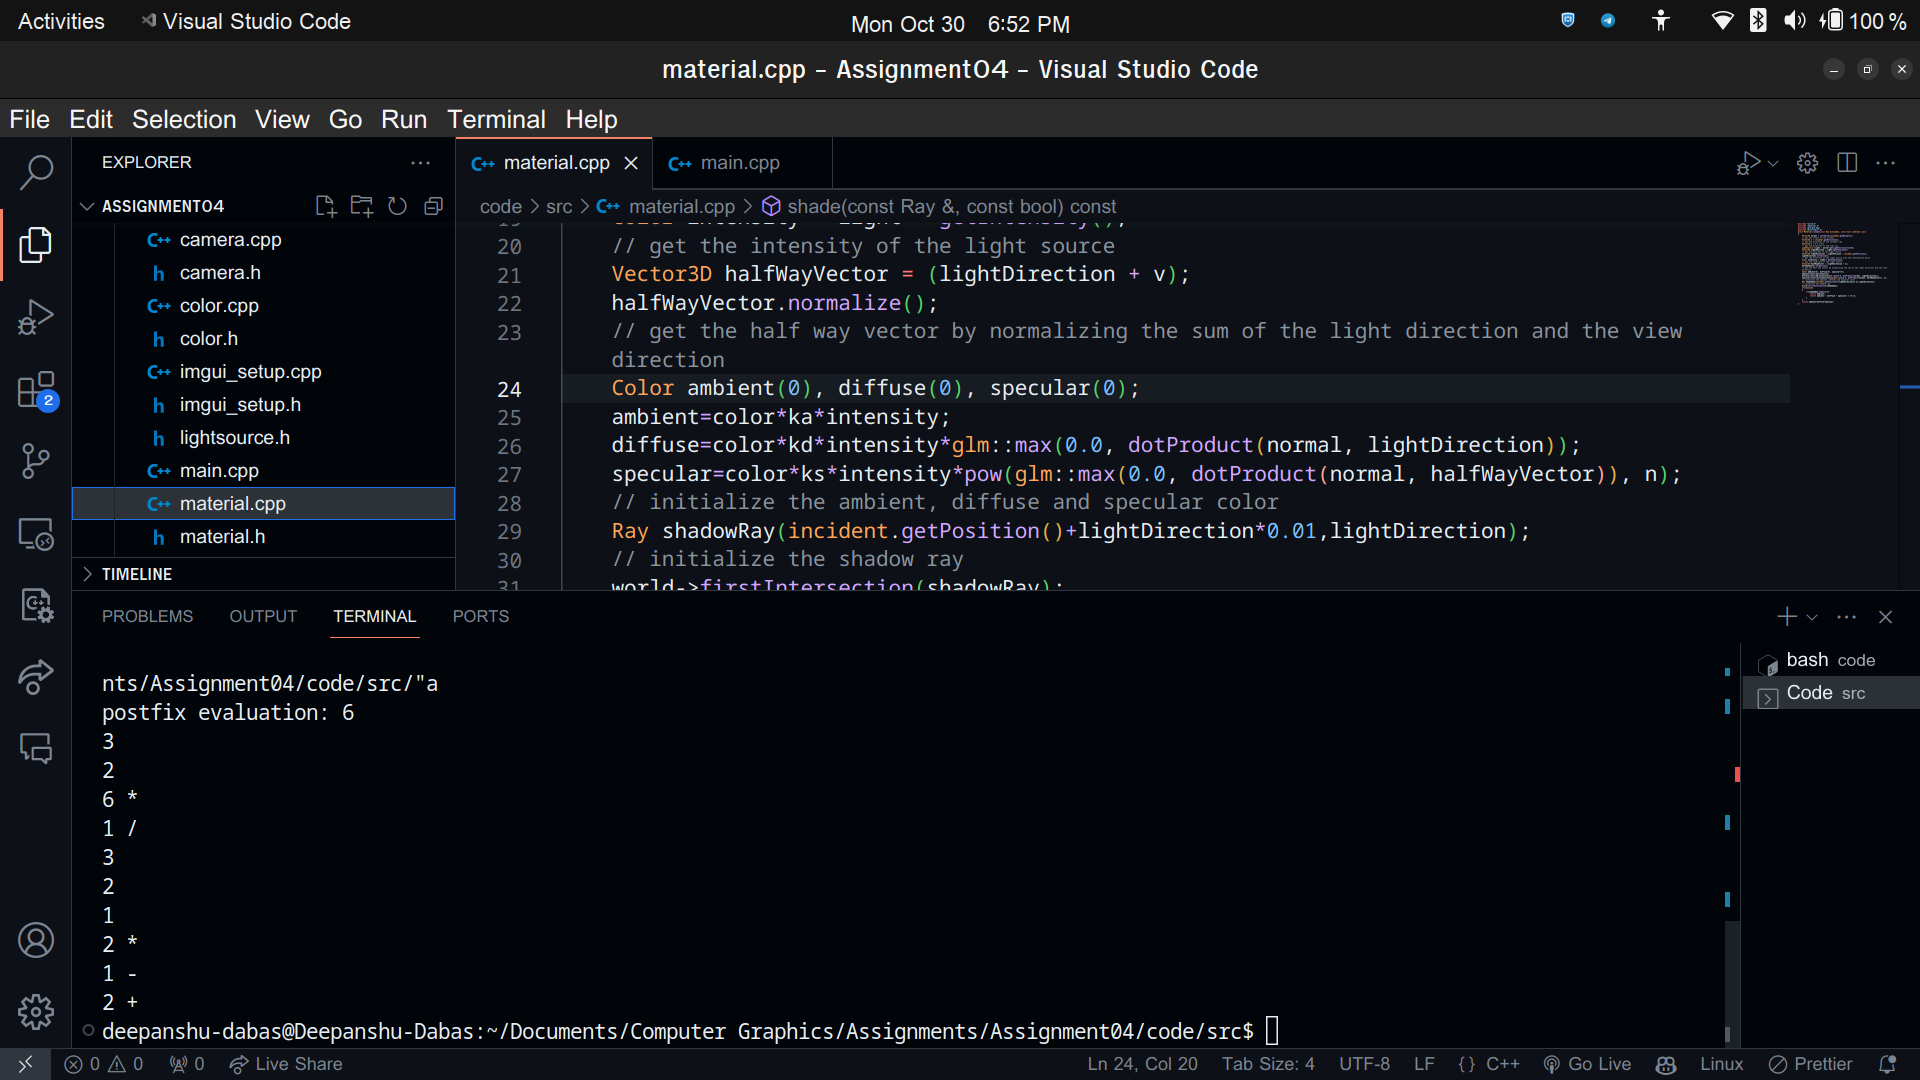 Activities
Visual Studio Code
Mon Oct 30 6:52 PM
100 %
material.cpp - Assignment04 - Visual Studio Code
File Edit Selection View Go Run Terminal Help
EXPLORER
ASSIGNMENT04
camera.cpp
camera.h
color.cpp
color.h
imgui_setup.cpp
imgui_setup.h
lightsource.h
main.cpp
material.cpp
material.h
TIMELINE
2
material.cpp
main.cpp
code > src > material.cpp > shade(const Ray &, const bool) const
20 // get the intensity of the light source
21 Vector3D halfWayVector = (lightDirection + v);
22 halfWayVector.normalize();
23 // get the half way vector by normalizing the sum of the light direction and the view
direction
24 Color ambient(0), diffuse(0), specular(0);
25 ambient=color*ka*intensity;
26 diffuse=color*kd*intensity*glm::max(0.0, dotProduct(normal, lightDirection));
27 specular=color*ks*intensity*pow(glm::max(0.0, dotProduct(normal, halfWayVector)), n);
28 // initialize the ambient, diffuse and specular color
29 Ray shadowRay(incident.getPosition()+lightDirection*0.01,lightDirection);
30 // initialize the shadow ray
31 world->firstIntersection(shadowRay);
PROBLEMS OUTPUT TERMINAL PORTS
nts/Assignment04/code/src/"a
postfix evaluation: 6
3
2
6 *
1 /
3
2
1
2 *
1 -
2 +
deepanshu-dabas@Deepanshu-Dabas:~/Documents/Computer Graphics/Assignments/Assignment04/code/src$
bash code
Code src
0 0 0 Live Share
Ln 24, Col 20 Tab Size: 4 UTF-8 LF {} C++ Go Live Linux Prettier